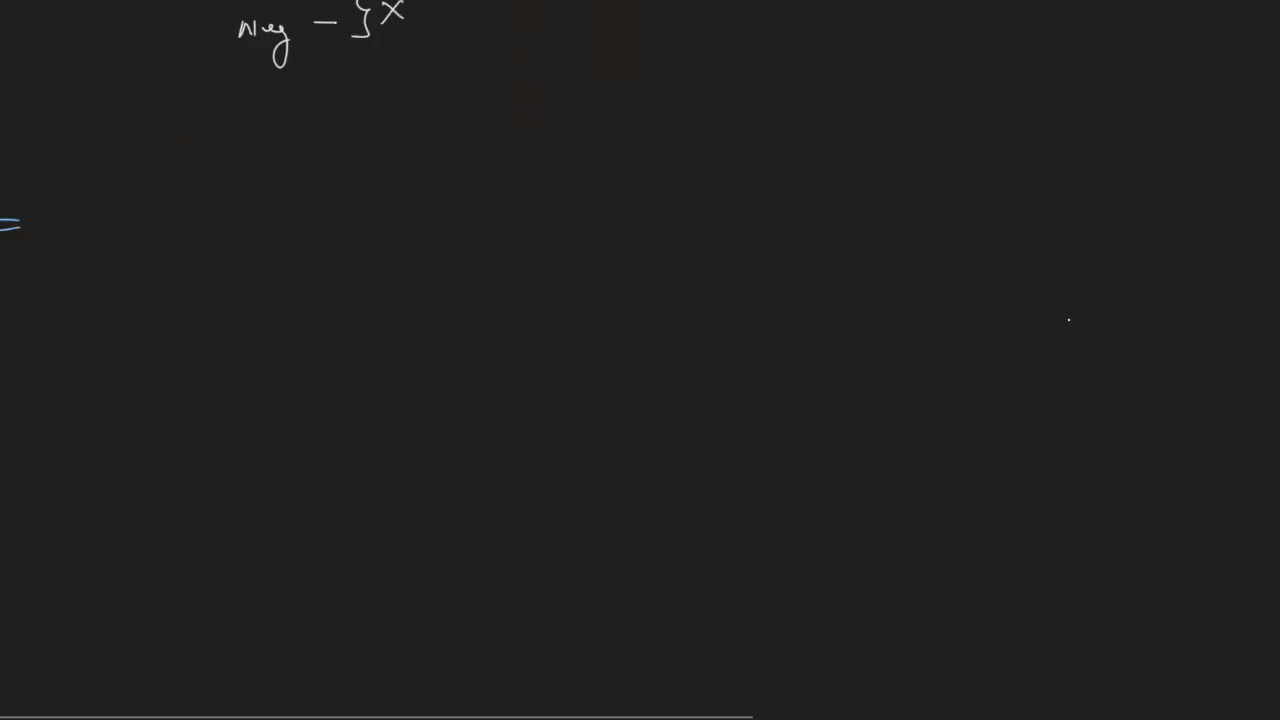 Neg - } X
=